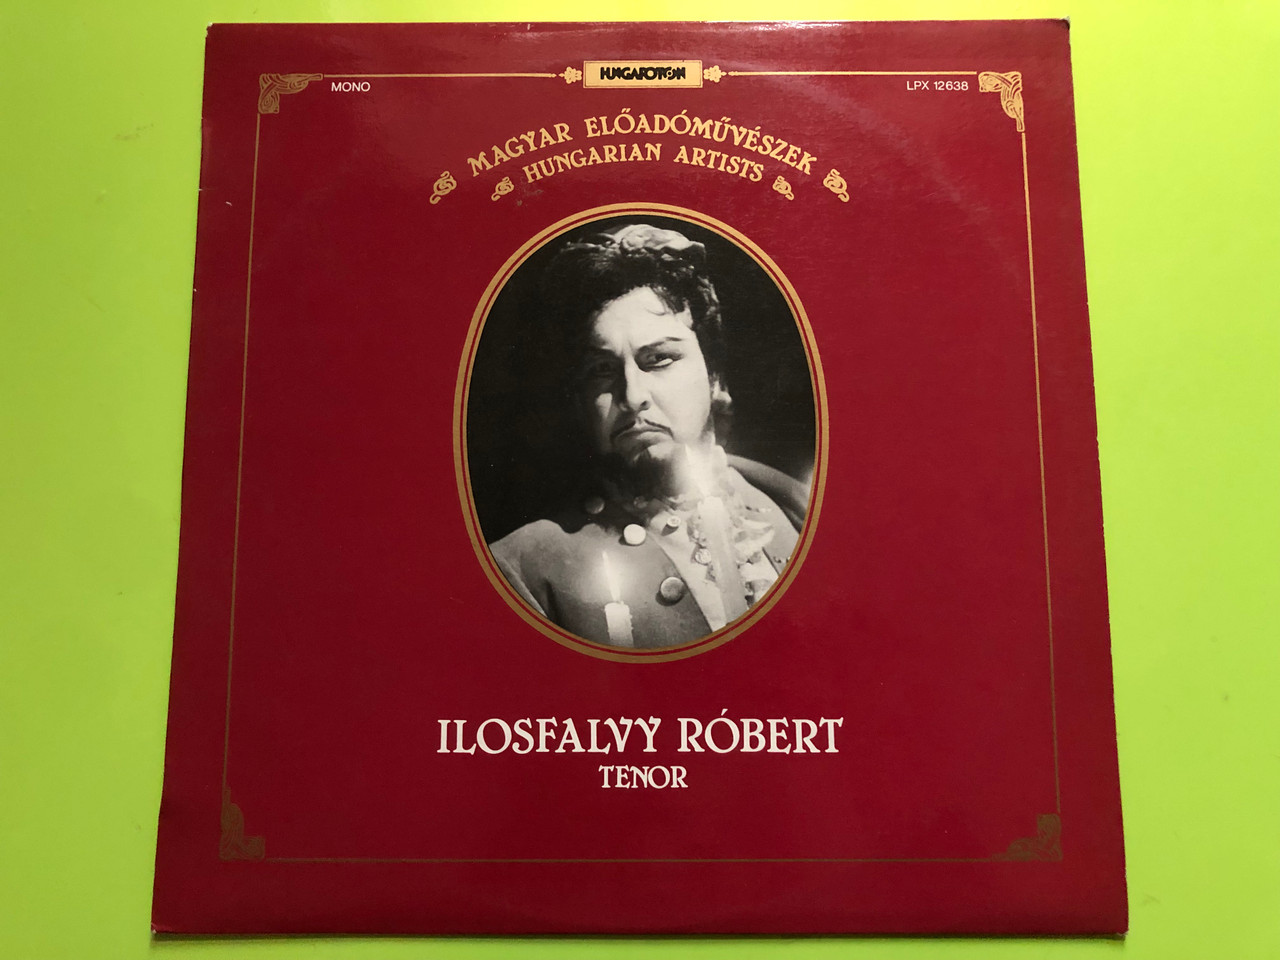 HUNGAROTON
MONO
LPX 12638
MAGYAR ELŐADÓMŰVÉSZEK
HUNGARIAN ARTISTS
ILOSFALVY RÓBERT
TENOR